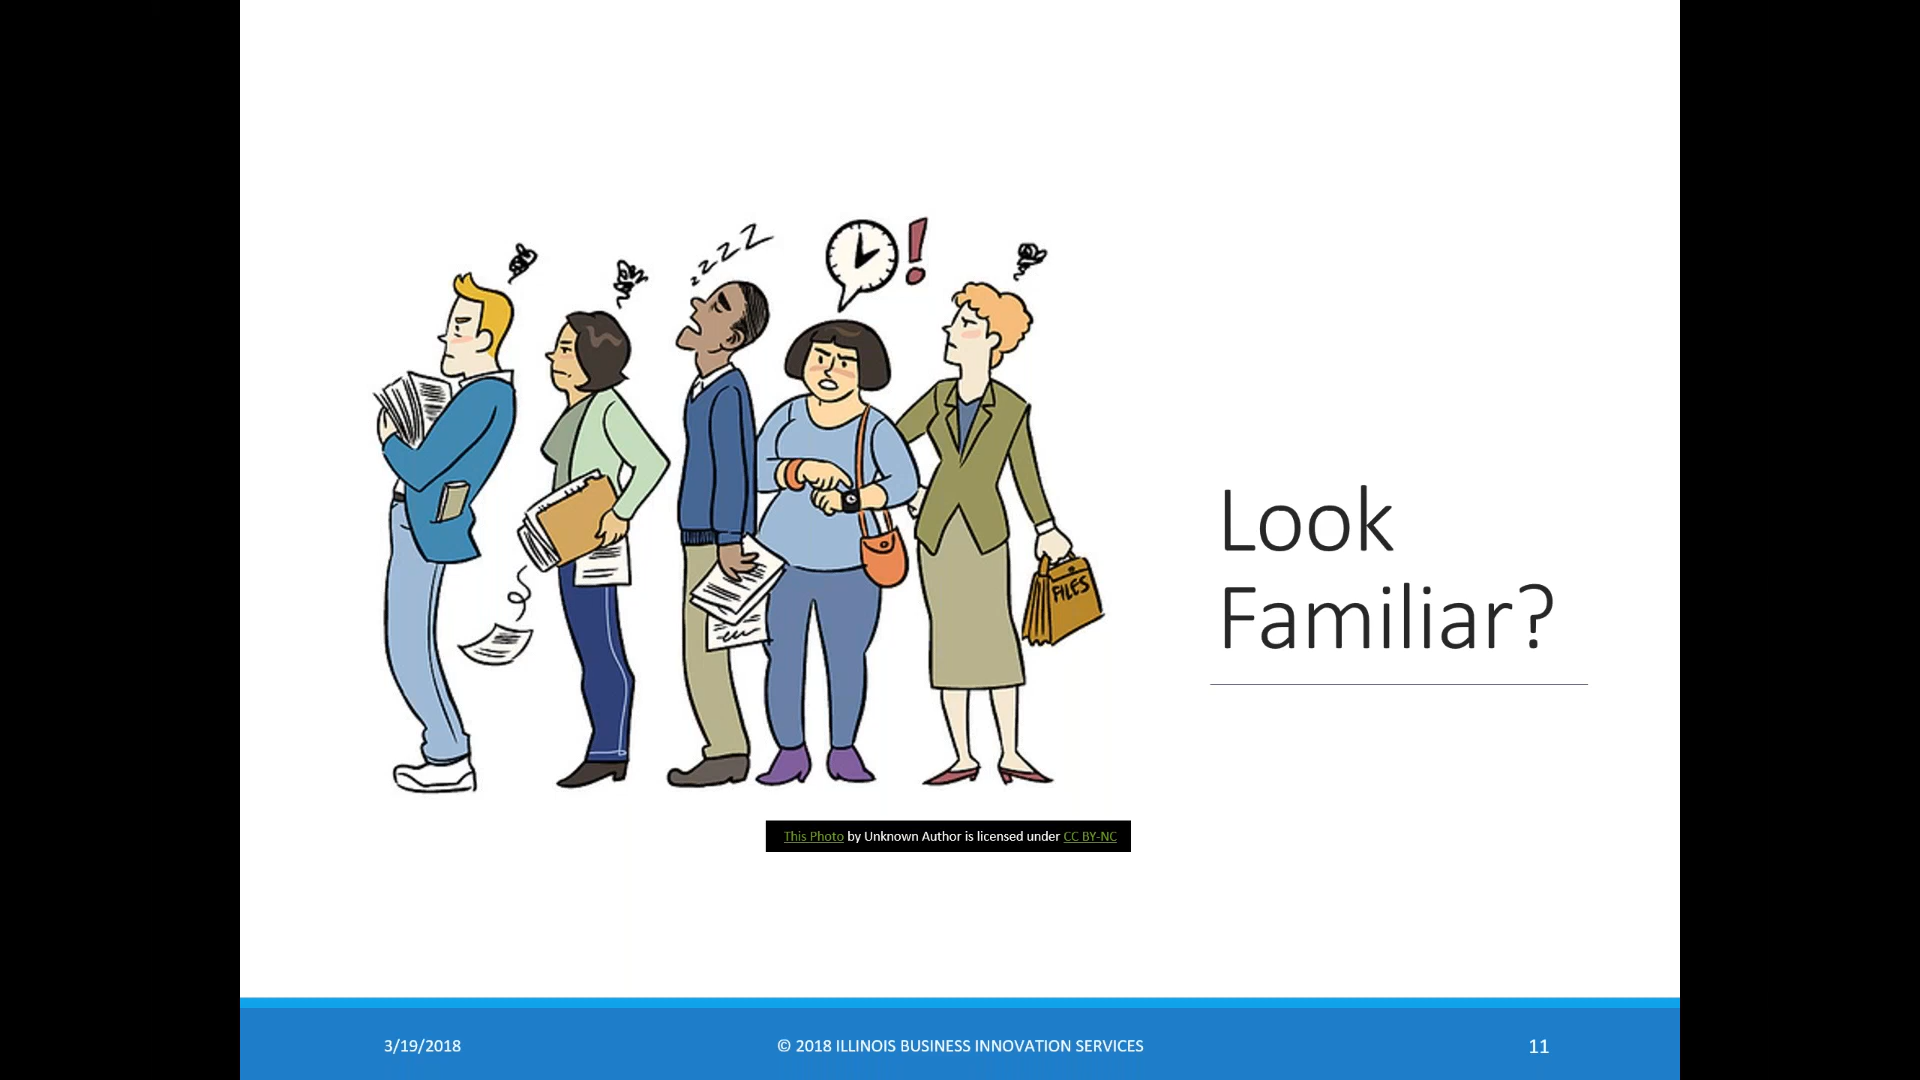 zzzz
!
FILES
Look
Familiar?
This Photo by Unknown Author is licensed under CC BY-NC
3/19/2018
© 2018 ILLINOIS BUSINESS INNOVATION SERVICES
11